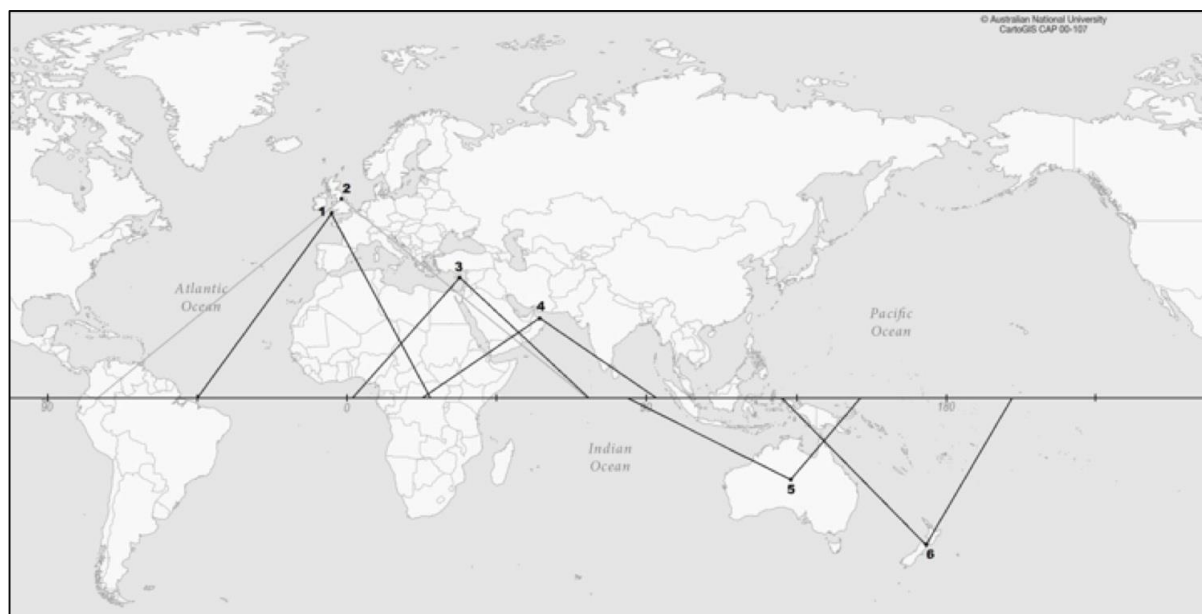 © Australian National University
CartoGIS CAP 00-107
2
1
3
Atlantic
Ocean
4
Pacific
Ocean
90
0
90
180
Indian
Ocean
5
6